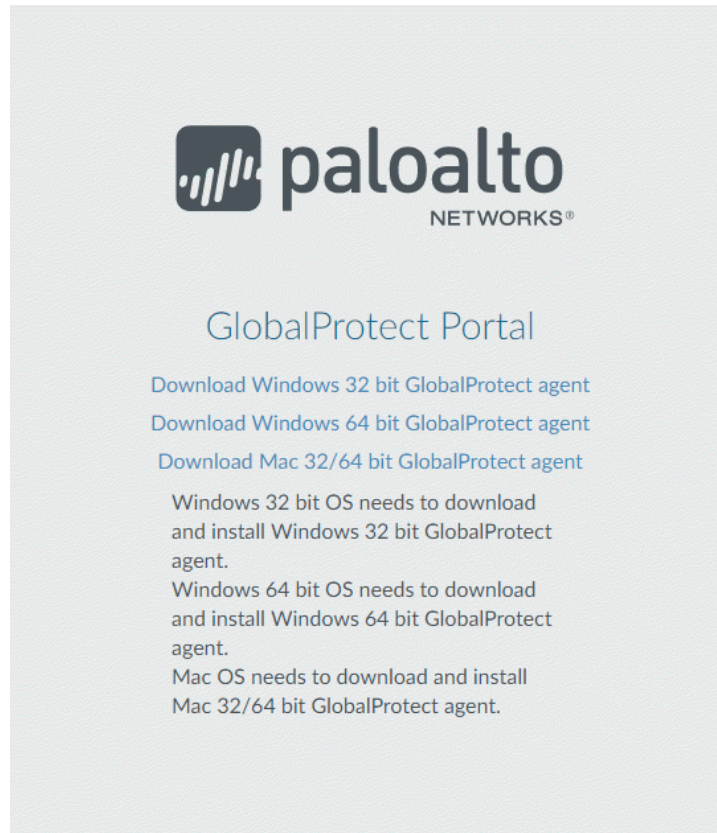 paloalto
NETWORKS®
GlobalProtect Portal
Download Windows 32 bit GlobalProtect agent
Download Windows 64 bit GlobalProtect agent
Download Mac 32/64 bit GlobalProtect agent
Windows 32 bit OS needs to download
and install Windows 32 bit GlobalProtect
agent.
Windows 64 bit OS needs to download
and install Windows 64 bit GlobalProtect
agent.
Mac OS needs to download and install
Mac 32/64 bit GlobalProtect agent.